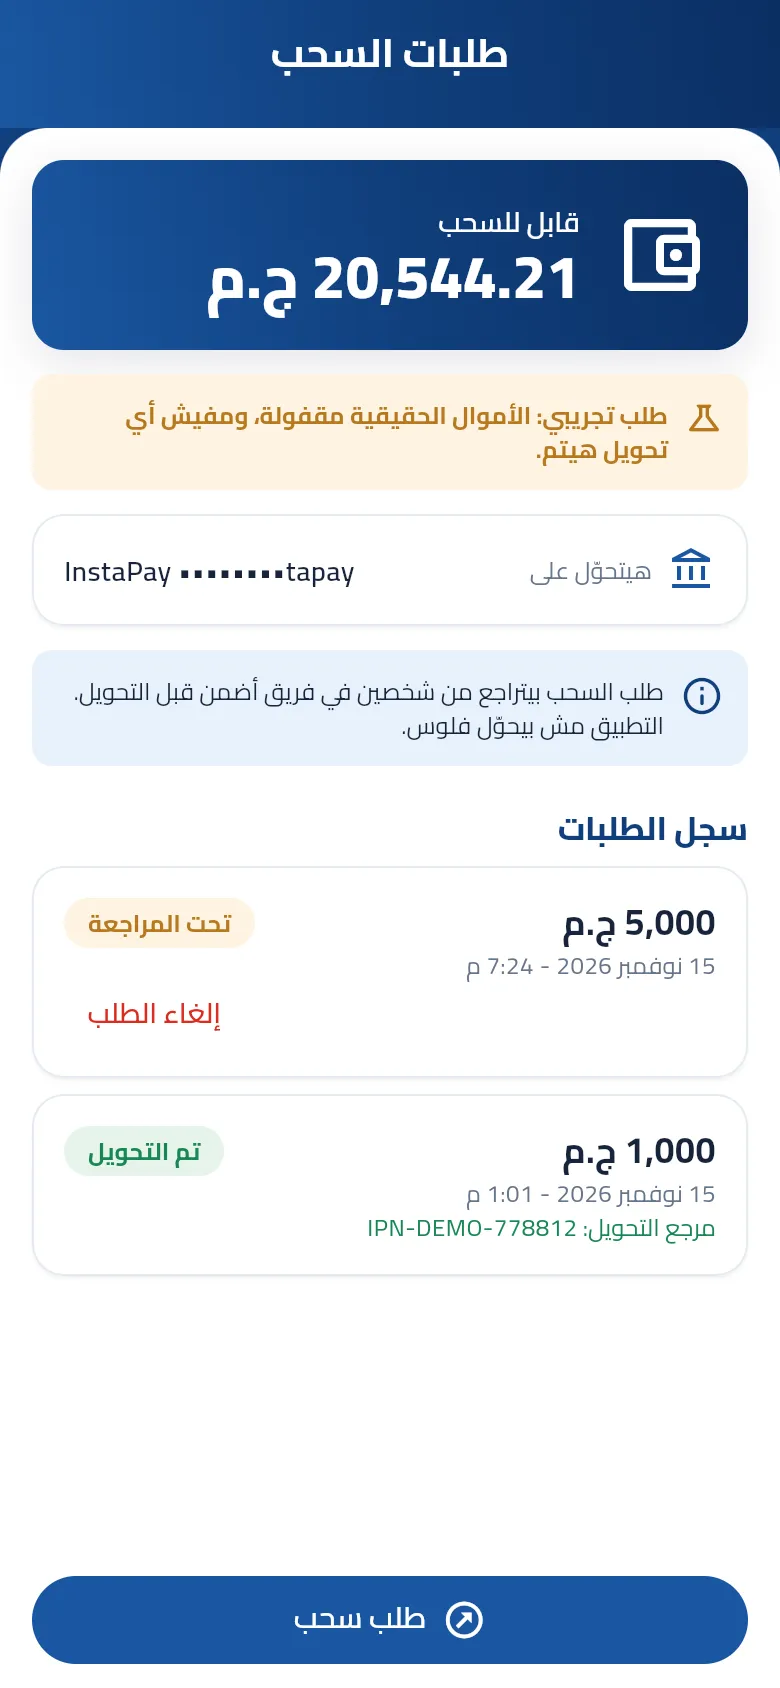 طلبات السحب
قابل للسحب
20,544.21 ج.م
طلب تجريبي: الأموال الحقيقية مقفولة، ومفيش أي
تحويل هيتم.
هيتحوّل على
InstaPay ▪▪▪▪▪▪▪▪tapay
طلب السحب بيتراجع من شخصين في فريق أضمن قبل التحويل.
التطبيق مش بيحوّل فلوس.
سجل الطلبات
5,000 ج.م
تحت المراجعة
15 نوفمبر 2026 - 7:24 م
إلغاء الطلب
1,000 ج.م
تم التحويل
15 نوفمبر 2026 - 1:01 م
مرجع التحويل: IPN-DEMO-778812
طلب سحب